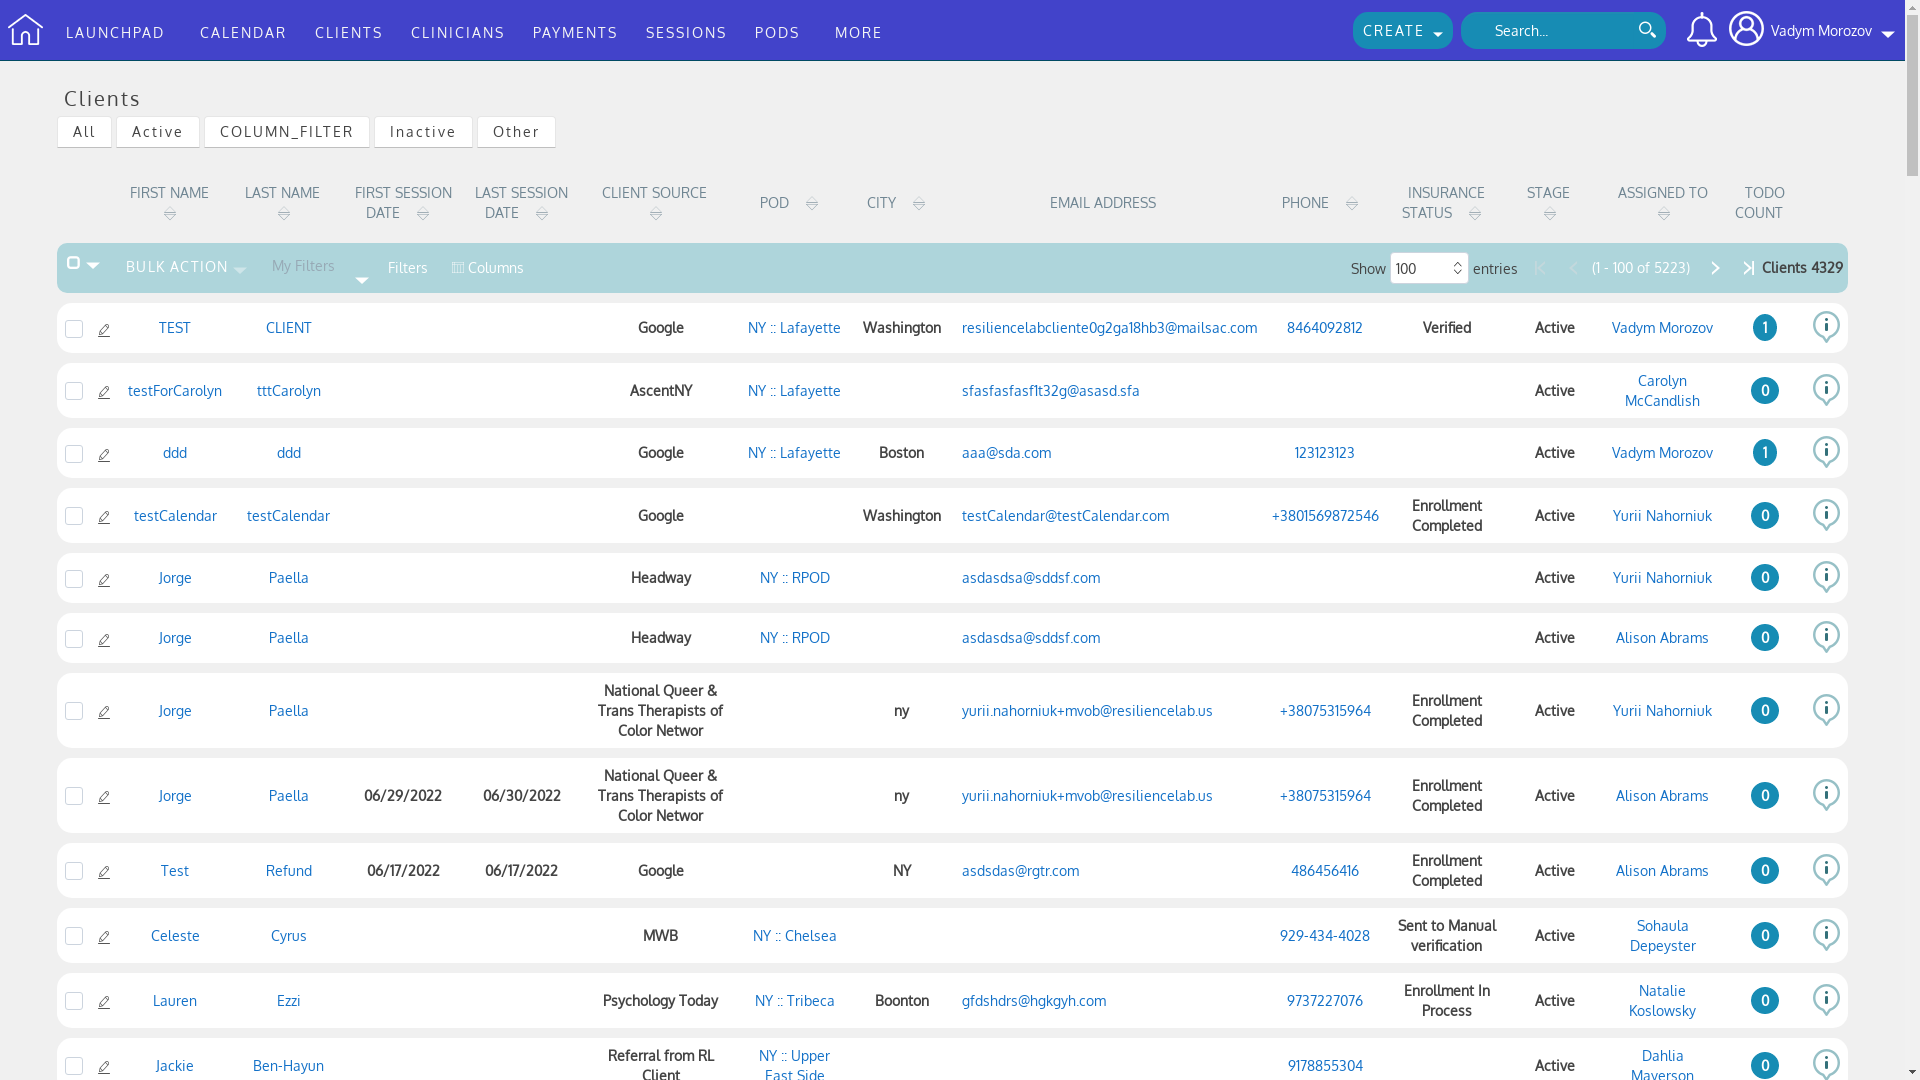 LAUNCHPAD CALENDAR CLIENTS CLINICIANS PAYMENTS SESSIONS PODS MORE CREATE Search... Vadym Morozov
Clients
All Active COLUMN_FILTER Inactive Other
FIRST NAME LAST NAME FIRST SESSION DATE LAST SESSION DATE CLIENT SOURCE POD CITY EMAIL ADDRESS PHONE INSURANCE STATUS STAGE ASSIGNED TO TODO COUNT
BULK ACTION My Filters Filters Columns Show 100 entries (1 - 100 of 5223) Clients 4329
TEST CLIENT Google NY :: Lafayette Washington resiliencelabcliente0g2ga18hb3@mailsac.com 8464092812 Verified Active Vadym Morozov 1
testForCarolyn tttCarolyn AscentNY NY :: Lafayette sfasfasfasf1t32g@asasd.sfa Active Carolyn McCandlish 0
ddd ddd Google NY :: Lafayette Boston aaa@sda.com 123123123 Active Vadym Morozov 1
testCalendar testCalendar Google Washington testCalendar@testCalendar.com +3801569872546 Enrollment Completed Active Yurii Nahorniuk 0
Jorge Paella Headway NY :: RPOD asdasdsa@sddsf.com Active Yurii Nahorniuk 0
Jorge Paella Headway NY :: RPOD asdasdsa@sddsf.com Active Alison Abrams 0
Jorge Paella National Queer & Trans Therapists of Color Networ ny yurii.nahorniuk+mvob@resiliencelab.us +38075315964 Enrollment Completed Active Yurii Nahorniuk 0
Jorge Paella 06/29/2022 06/30/2022 National Queer & Trans Therapists of Color Networ ny yurii.nahorniuk+mvob@resiliencelab.us +38075315964 Enrollment Completed Active Alison Abrams 0
Test Refund 06/17/2022 06/17/2022 Google NY asdsdas@rgtr.com 486456416 Enrollment Completed Active Alison Abrams 0
Celeste Cyrus MWB NY :: Chelsea 929-434-4028 Sent to Manual verification Active Sohaula Depeyster 0
Lauren Ezzi Psychology Today NY :: Tribeca Boonton gfdshdrs@hgkgyh.com 9737227076 Enrollment In Process Active Natalie Koslowsky 0
Jackie Ben-Hayun Referral from RL Client NY :: Upper East Side 9178855304 Active Dahlia Mayerson 0